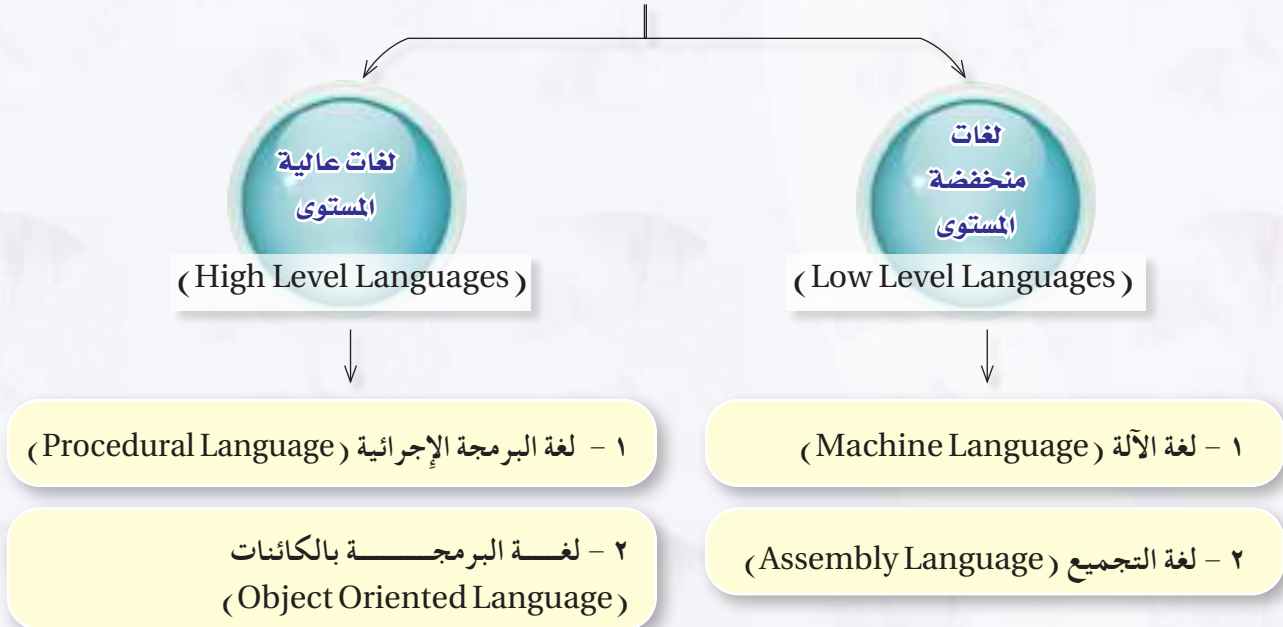 لغات
منخفضة
المستوى
(Low Level Languages)
١ - لغة الآلة (Machine Language)
٢ - لغة التجميع (Assembly Language)
لغات عالية
المستوى
(High Level Languages)
١ - لغة البرمجة الإجرائية (Procedural Language)
٢ - لغة البرمجة بالكائنات
(Object Oriented Language)